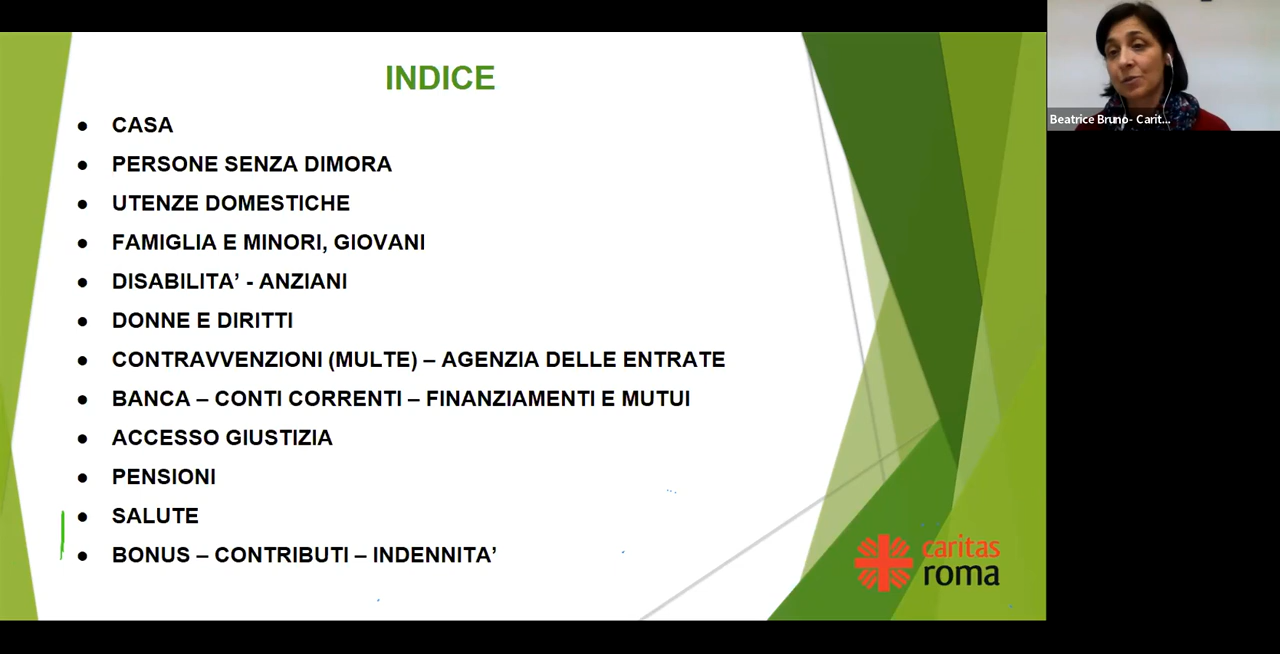 INDICE
● CASA
● PERSONE SENZA DIMORA
● UTENZE DOMESTICHE
● FAMIGLIA E MINORI, GIOVANI
● DISABILITA’ - ANZIANI
● DONNE E DIRITTI
● CONTRAVVENZIONI (MULTE) – AGENZIA DELLE ENTRATE
● BANCA – CONTI CORRENTI – FINANZIAMENTI E MUTUI
● ACCESSO GIUSTIZIA
● PENSIONI
● SALUTE
● BONUS – CONTRIBUTI – INDENNITA’
caritas
roma
Beatrice Bruno- Carit...